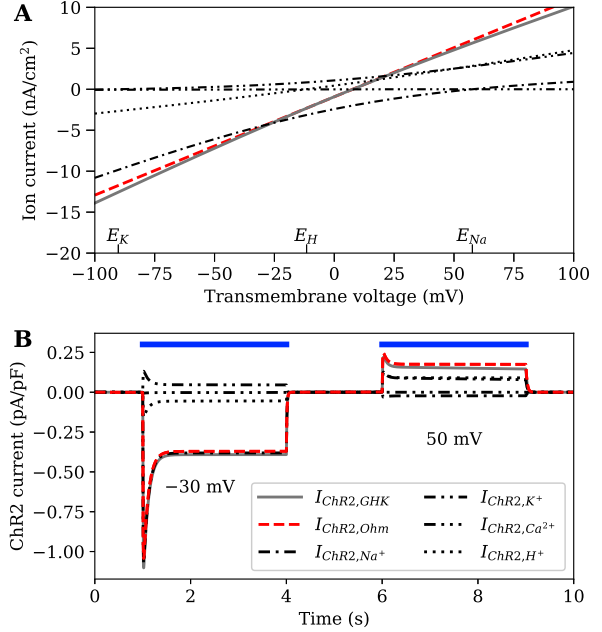 A
Ion current (nA/cm²)
10
5
0
−5
−10
−15
−20
E_K
E_H
E_Na
−100
−75
−50
−25
0
25
50
75
100
Transmembrane voltage (mV)
B
ChR2 current (pA/pF)
0.25
0.00
−0.25
−0.50
−0.75
−1.00
−30 mV
50 mV
I_ChR2,GHK
I_ChR2,Ohm
I_ChR2,Na⁺
I_ChR2,K⁺
I_ChR2,Ca²⁺
I_ChR2,H⁺
0
2
4
6
8
10
Time (s)